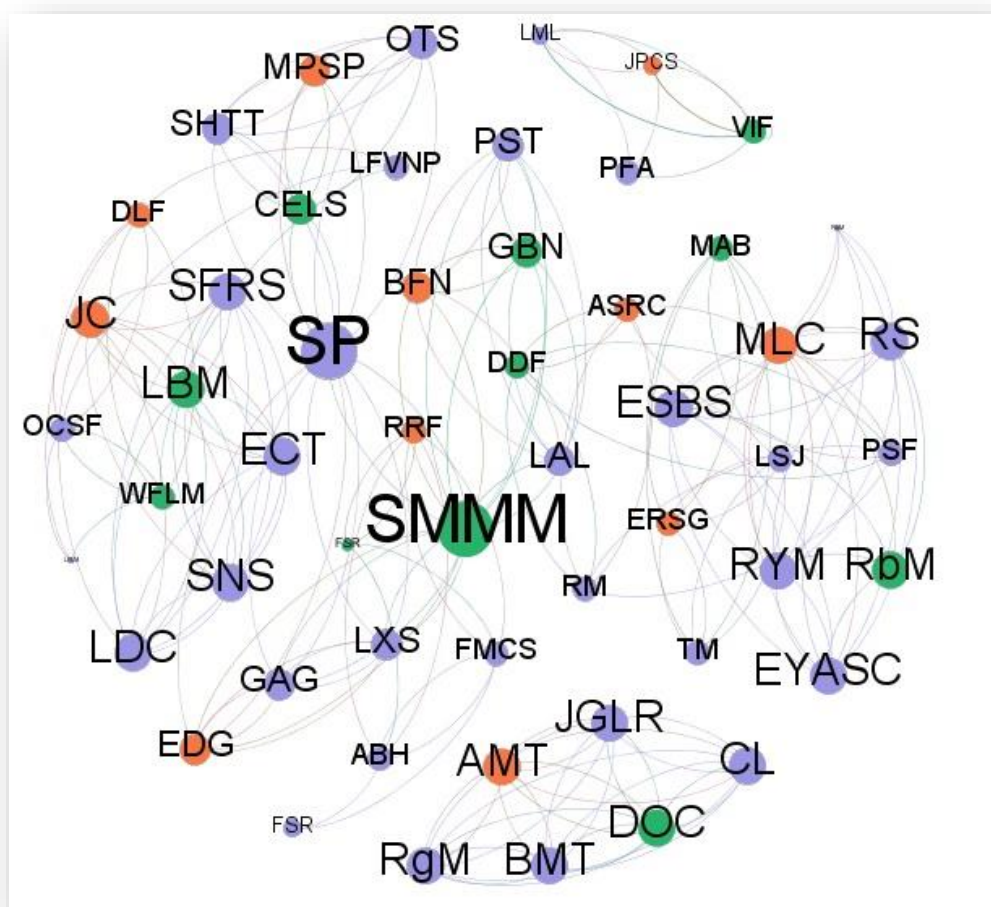 LML
OTS
JPCS
MPSP
SHTT
VIF
PST
LFVNP
PFA
CELS
DLF
MAB
GBN
SFRS
BFN
ASRC
JC
SP
MLC
RS
DDF
LBM
ESBS
OCSF
RRF
ECT
LAL
LSJ
PSF
WFLM
SMMM
ERSG
FSR
SNS
RM
RYM
RbM
LDC
LXS
FMCS
TM
GAG
EYASC
JGLR
EDG
ABH
AMT
CL
FSR
DOC
RgM
BMT